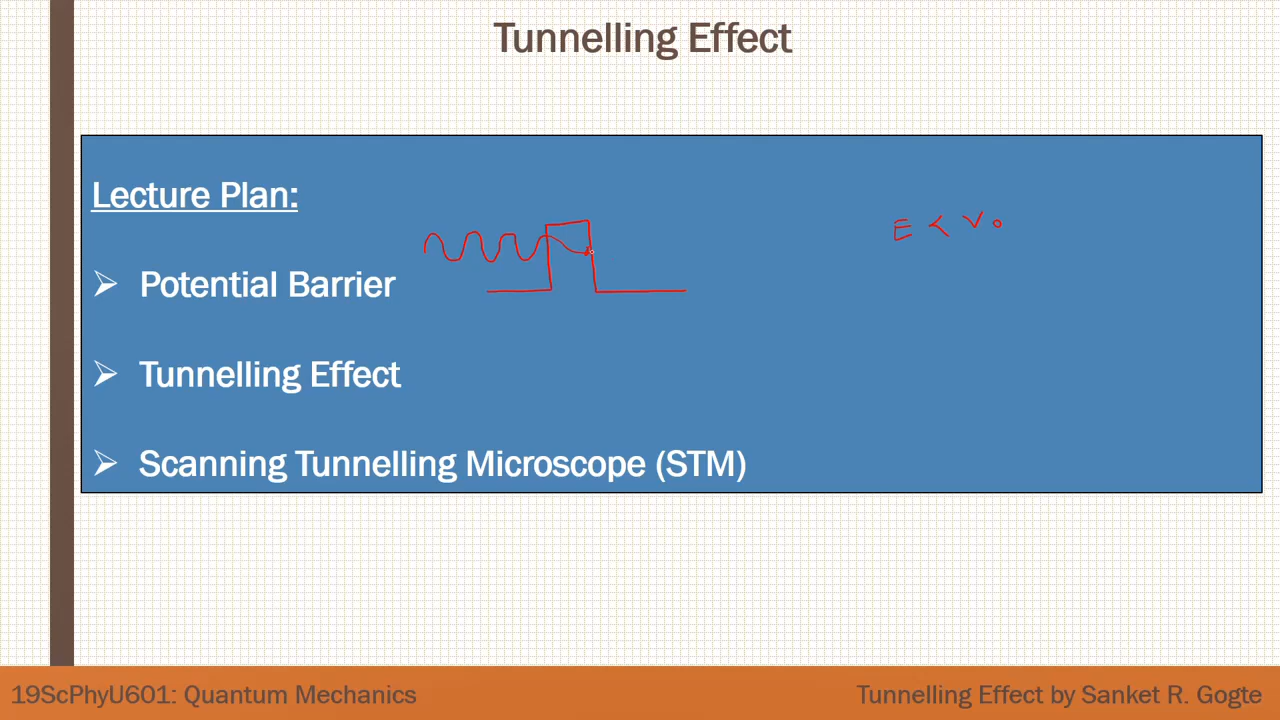 Tunnelling Effect
Lecture Plan:
E < V₀
Potential Barrier
Tunnelling Effect
Scanning Tunnelling Microscope (STM)
19ScPhyU601: Quantum Mechanics
Tunnelling Effect by Sanket R. Gogte